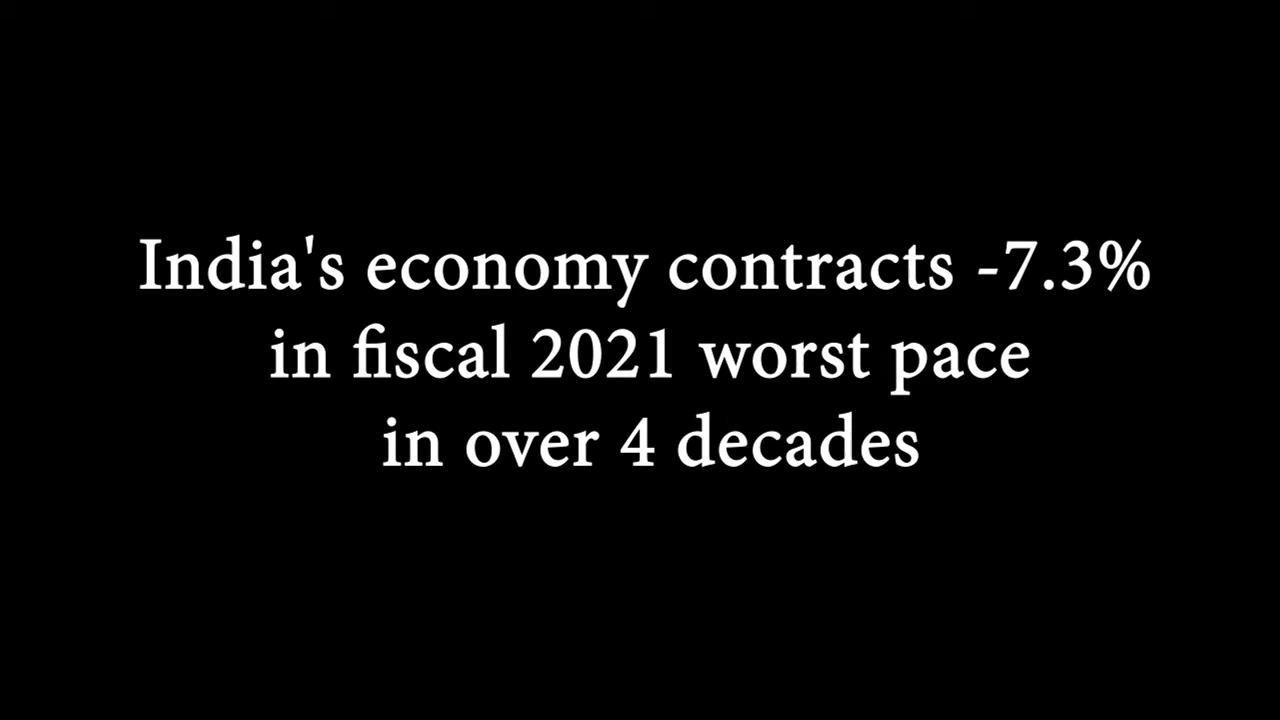 India's economy contracts -7.3%
in fiscal 2021 worst pace
in over 4 decades